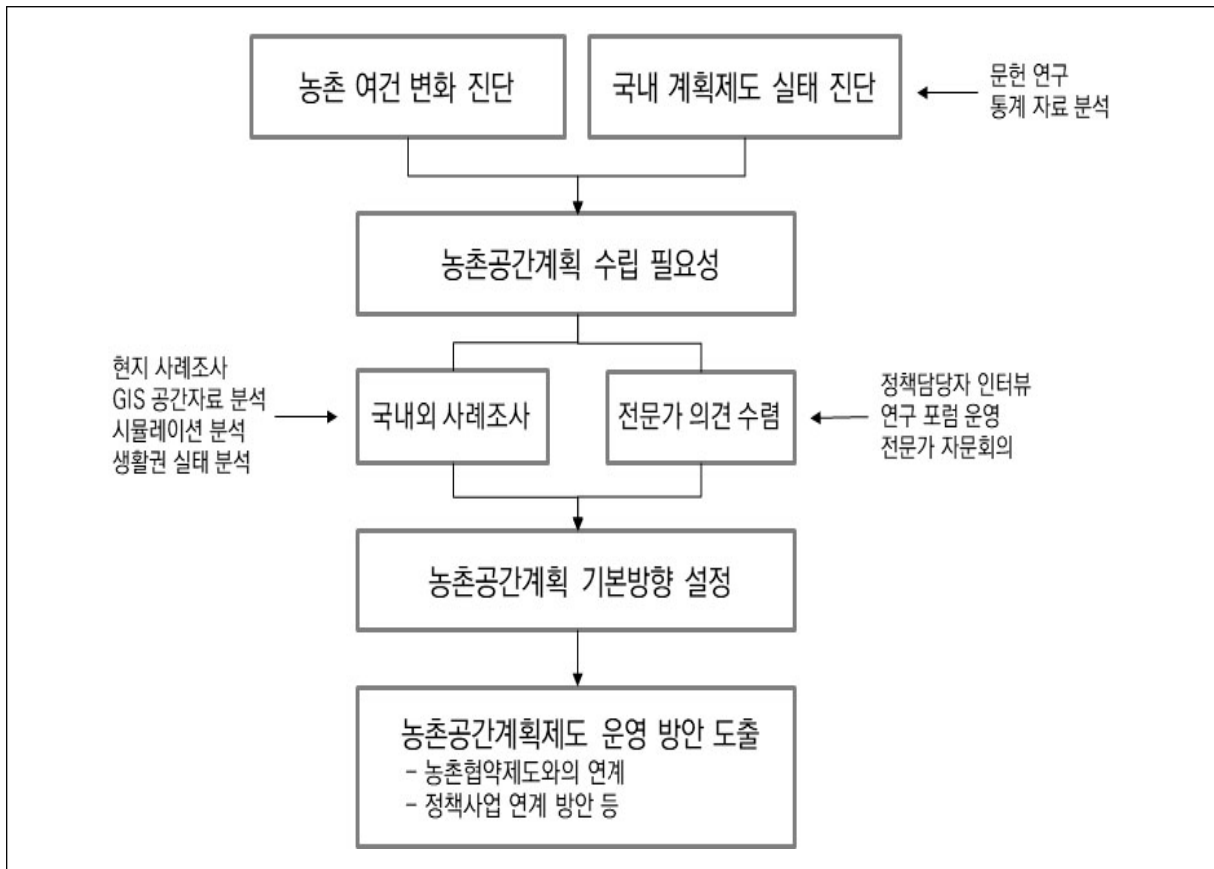 농촌 여건 변화 진단
국내 계획제도 실태 진단
문헌 연구
통계 자료 분석
농촌공간계획 수립 필요성
현지 사례조사
GIS 공간자료 분석
시뮬레이션 분석
생활권 실태 분석
국내외 사례조사
전문가 의견 수렴
정책담당자 인터뷰
연구 포럼 운영
전문가 자문회의
농촌공간계획 기본방향 설정
농촌공간계획제도 운영 방안 도출
- 농촌협약제도와의 연계
- 정책사업 연계 방안 등